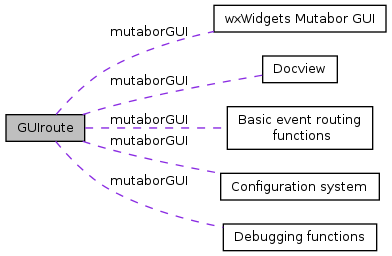 mutaborGUI
wxWidgets Mutabor GUI
mutaborGUI
Docview
GUIroute
mutaborGUI
Basic event routing
functions
mutaborGUI
Configuration system
mutaborGUI
Debugging functions